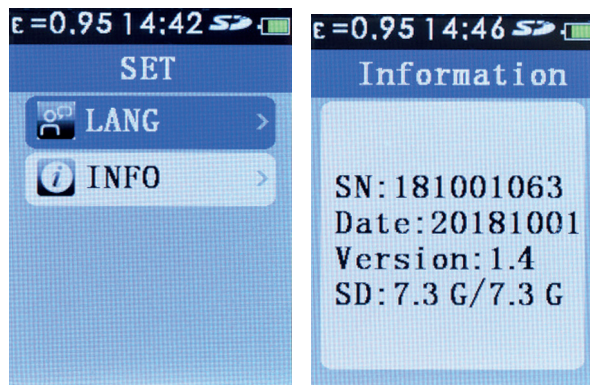 ε=0.95 14:42
SET
LANG
INFO
ε=0.95 14:46
Information
SN:181001063
Date:20181001
Version:1.4
SD:7.3 G/7.3 G